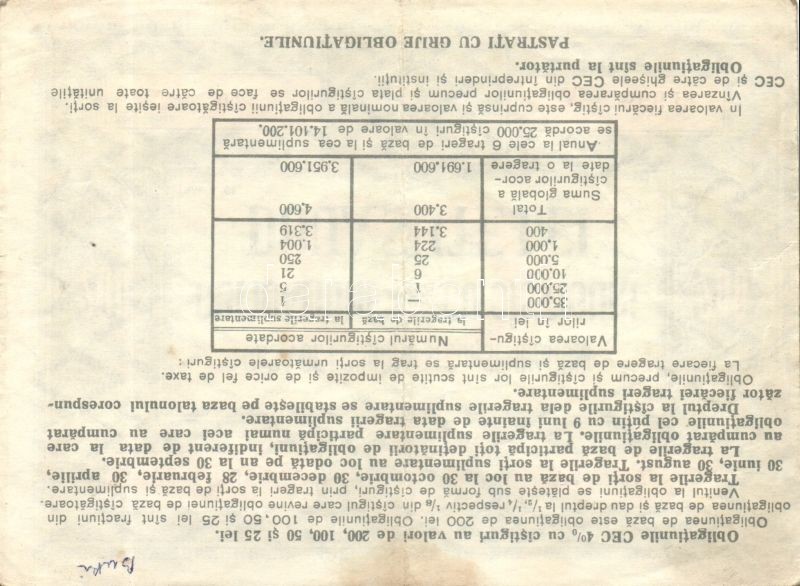 Obligațiunile CEC 4% cu cîștiguri au valori de 200, 100, 50 și 25 lei.
Obligațiunea de bază este obligațiunea de 200 lei. Obligațiunile de 100, 50 și 25 lei sînt fracțiuni din
obligațiunea de bază și dau dreptul la 1/2, 1/4 respectiv 1/8 din cîștigul care revine obligațiunei de bază cîștigătoare.
Venitul la obligațiuni se plătește sub formă de cîștiguri, prin trageri la sorți de bază și suplimentare.
Tragerile la sorți de bază au loc la 30 octombrie, 30 decembrie, 28 februarie, 30 aprilie,
30 iunie, 30 august. Tragerile la sorți suplimentare au loc odată pe an la 30 septembrie.
La tragerile de bază participă toți deținătorii de obligațiuni, indiferent de data la care
au cumpărat obligațiunile. La tragerile suplimentare participă numai acei care au cumpărat
obligațiunile cel puțin cu 9 luni înainte de data tragerii suplimentare.
Dreptul la cîștigurile dela tragerile suplimentare se stabilește pe baza talonului corespun-
zător fiecărei trageri suplimentare.
Obligațiunile, precum și cîștigurile lor sînt scutite de impozite și de orice fel de taxe.
La fiecare tragere de bază și suplimentară se trag la sorți următoarele cîștiguri :
Valoarea cîștigu-
rilor în lei
Numărul cîștigurilor acordate
la tragerile de bază
la tragerile suplimentare
35.000 — 1
25.000 1 5
10.000 6 21
5.000 25 250
1.000 224 1.004
400 3.144 3.319
Total 3.400 4.600
Suma globală a
cîștigurilor acor-
date la o tragere 1.691.600 3.951.600
Anual la cele 6 trageri de bază și la cea suplimentară
se acordă 25.000 cîștiguri în valoare de 14.101.200.
In valoarea fiecărui cîștig, este cuprinsă și valoarea nominală a obligațiunii cîștigătoare ieșite la sorți.
Vînzarea și cumpărarea obligațiunilor precum și plata cîștigurilor se face de către toate unitățile
CEC și de către ghișeele CEC din întreprinderi și instituții.
Obligațiunile sînt la purtător.
PASTRAȚI CU GRIJE OBLIGAȚIUNILE.